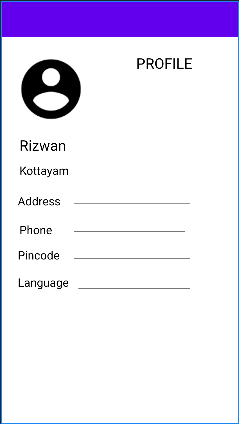 PROFILE
Rizwan
Kottayam
Address
Phone
Pincode
Language